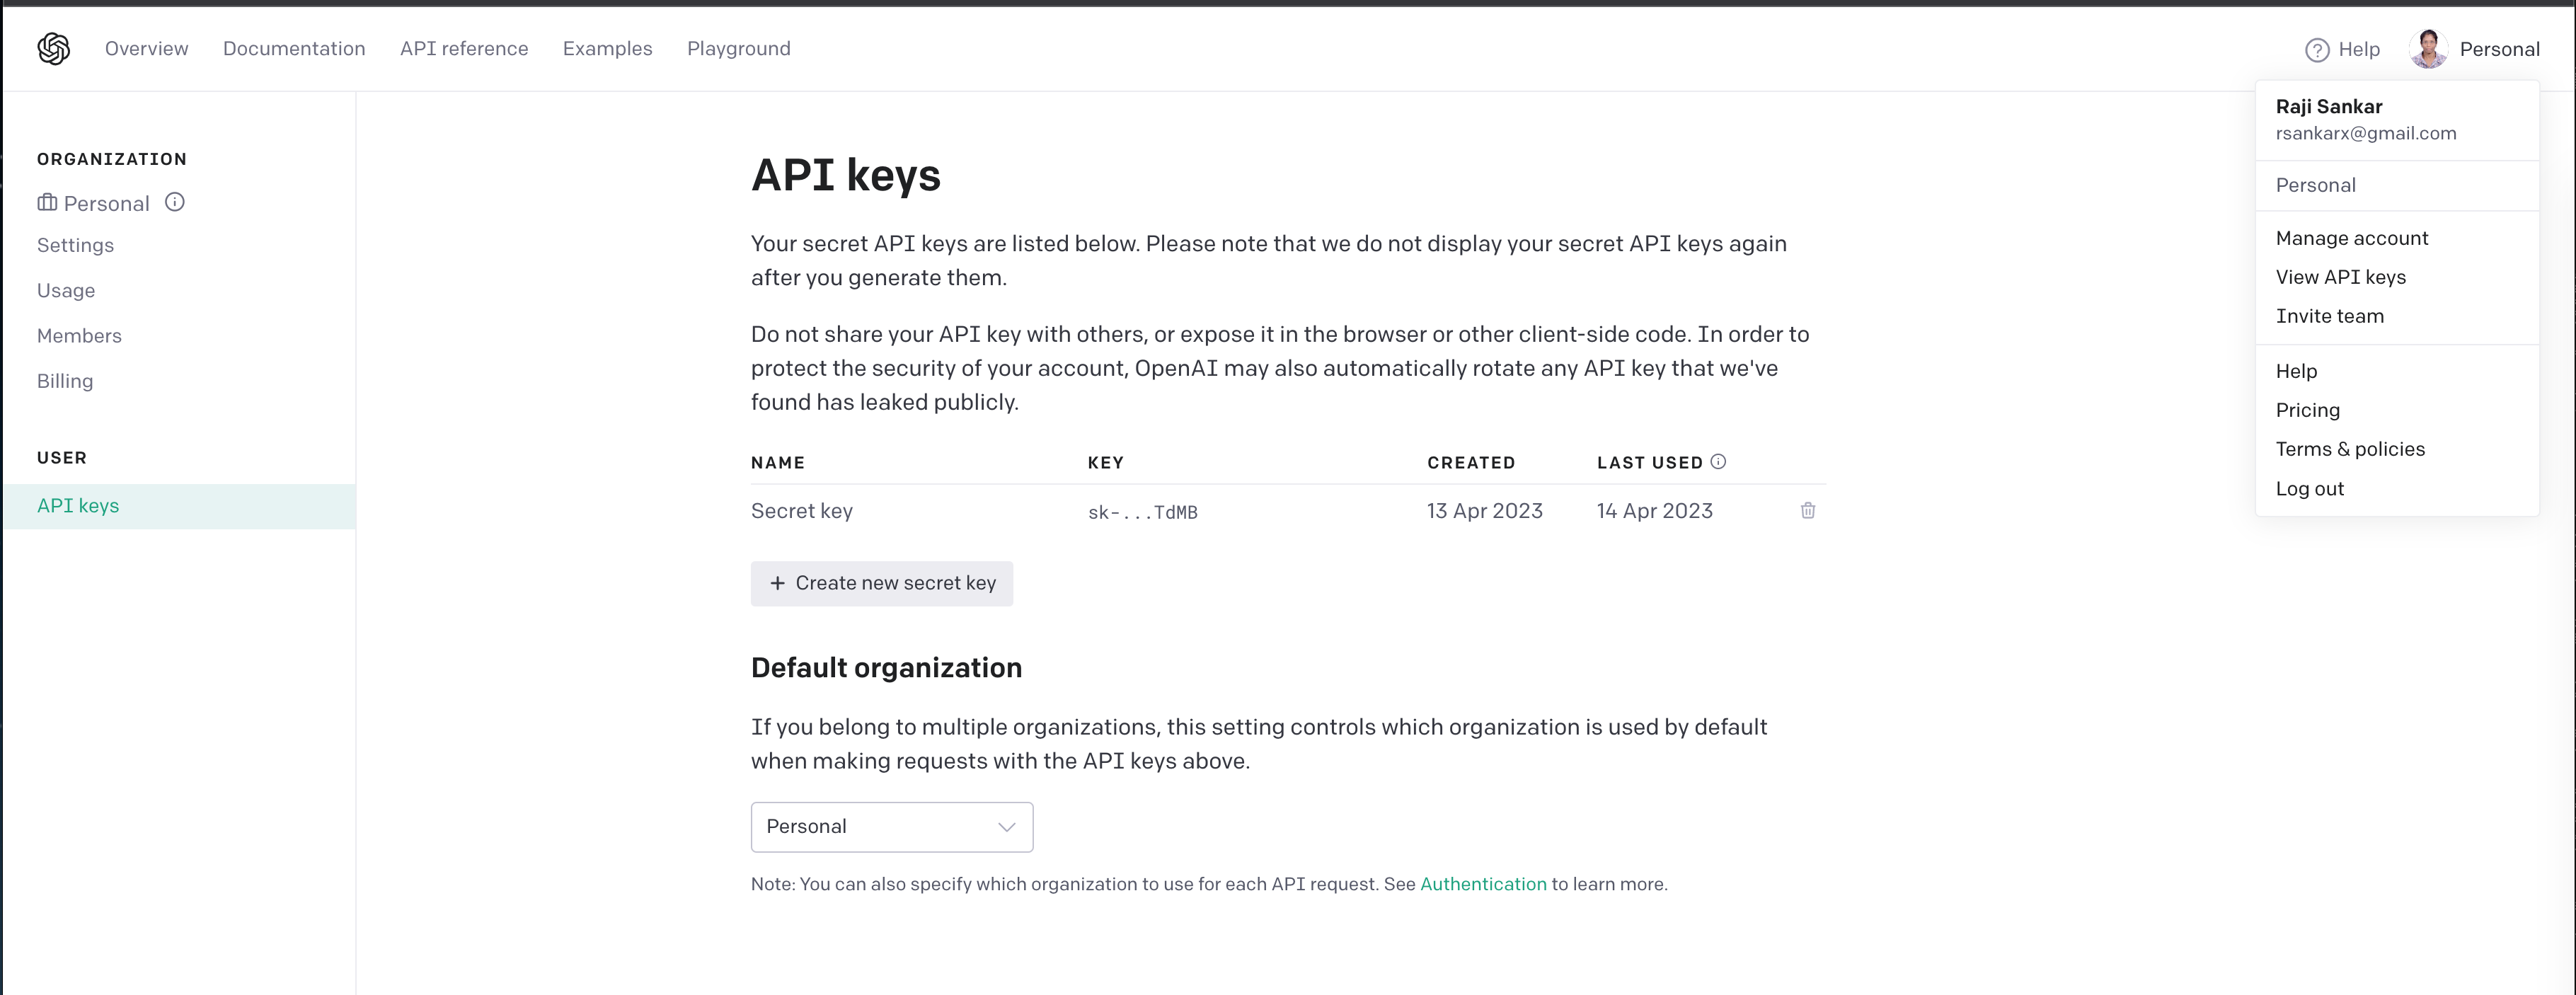 Overview Documentation API reference Examples Playground
Help Personal
Raji Sankar
rsankarx@gmail.com
Personal
Manage account
View API keys
Invite team
Help
Pricing
Terms & policies
Log out
ORGANIZATION
Personal
Settings
Usage
Members
Billing
USER
API keys
API keys
Your secret API keys are listed below. Please note that we do not display your secret API keys again
after you generate them.
Do not share your API key with others, or expose it in the browser or other client-side code. In order to
protect the security of your account, OpenAI may also automatically rotate any API key that we've
found has leaked publicly.
NAME KEY CREATED LAST USED
Secret key sk-...TdMB 13 Apr 2023 14 Apr 2023
+ Create new secret key
Default organization
If you belong to multiple organizations, this setting controls which organization is used by default
when making requests with the API keys above.
Personal
Note: You can also specify which organization to use for each API request. See Authentication to learn more.